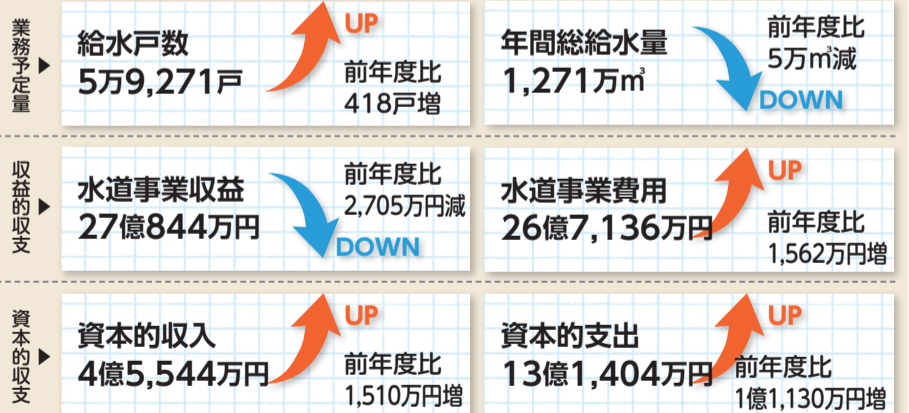 業務予定量
給水戸数
5万9,271戸
UP
前年度比
418戸増
年間総給水量
1,271万㎥
前年度比
5万㎥減
DOWN
収益的収支
水道事業収益
27億844万円
前年度比
2,705万円減
DOWN
水道事業費用
26億7,136万円
UP
前年度比
1,562万円増
資本的収支
資本的収入
4億5,544万円
UP
前年度比
1,510万円増
資本的支出
13億1,404万円
UP
前年度比
1億1,130万円増